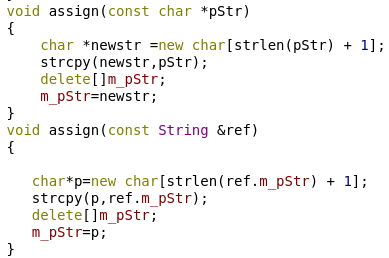 void assign(const char *pStr)
{
    char *newstr =new char[strlen(pStr) + 1];
    strcpy(newstr,pStr);
    delete[]m_pStr;
    m_pStr=newstr;
}
void assign(const String &ref)
{
   char*p=new char[strlen(ref.m_pStr) + 1];
   strcpy(p,ref.m_pStr);
   delete[]m_pStr;
   m_pStr=p;
}